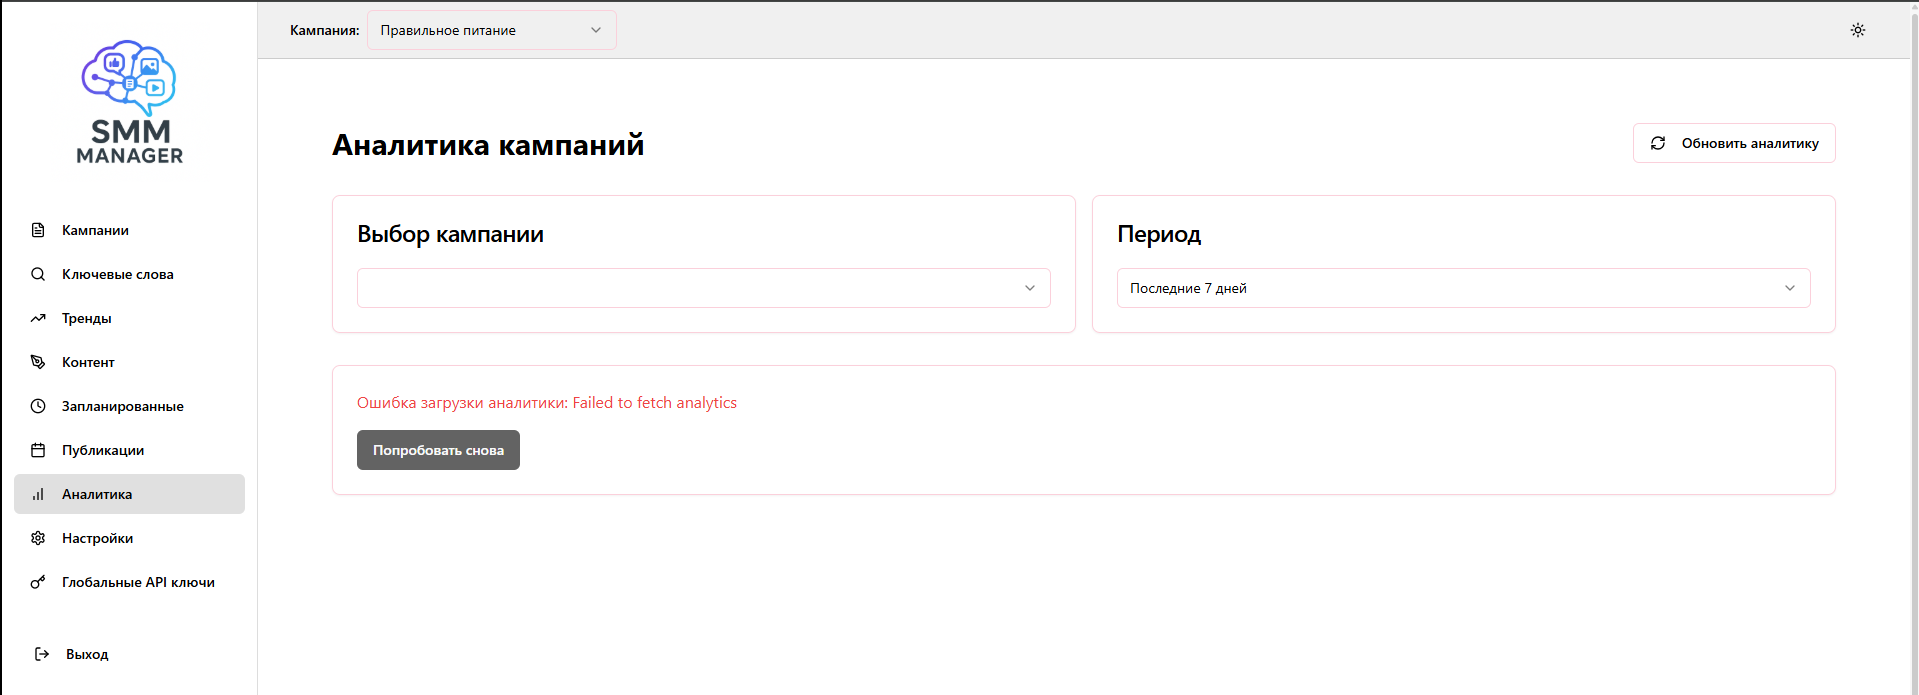 SMM
MANAGER
Кампании
Ключевые слова
Тренды
Контент
Запланированные
Публикации
Аналитика
Настройки
Глобальные API ключи
Выход
Кампания: Правильное питание
Аналитика кампаний
Обновить аналитику
Выбор кампании
Период
Последние 7 дней
Ошибка загрузки аналитики: Failed to fetch analytics
Попробовать снова